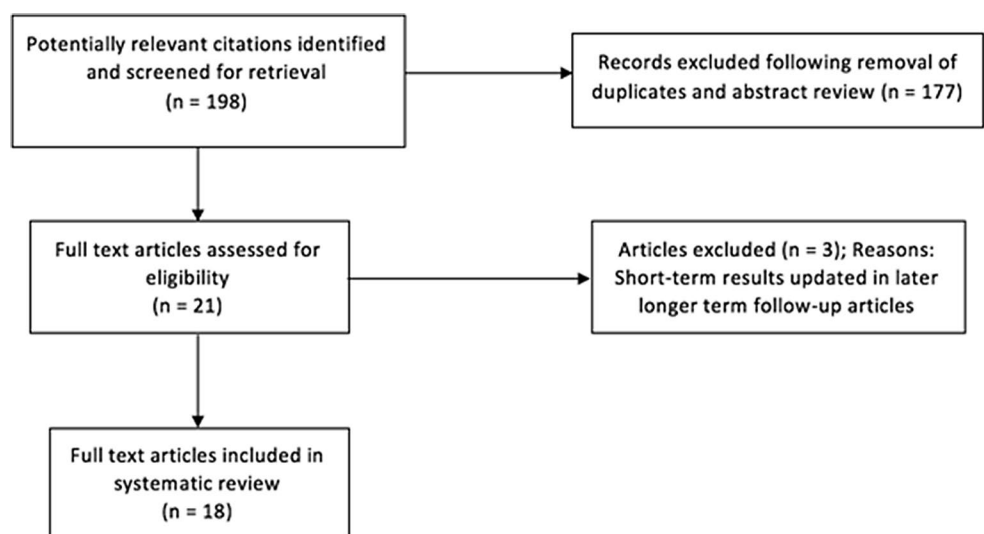 Potentially relevant citations identified
and screened for retrieval
(n = 198)
Records excluded following removal of
duplicates and abstract review (n = 177)
Full text articles assessed for
eligibility
(n = 21)
Articles excluded (n = 3); Reasons:
Short-term results updated in later
longer term follow-up articles
Full text articles included in
systematic review
(n = 18)